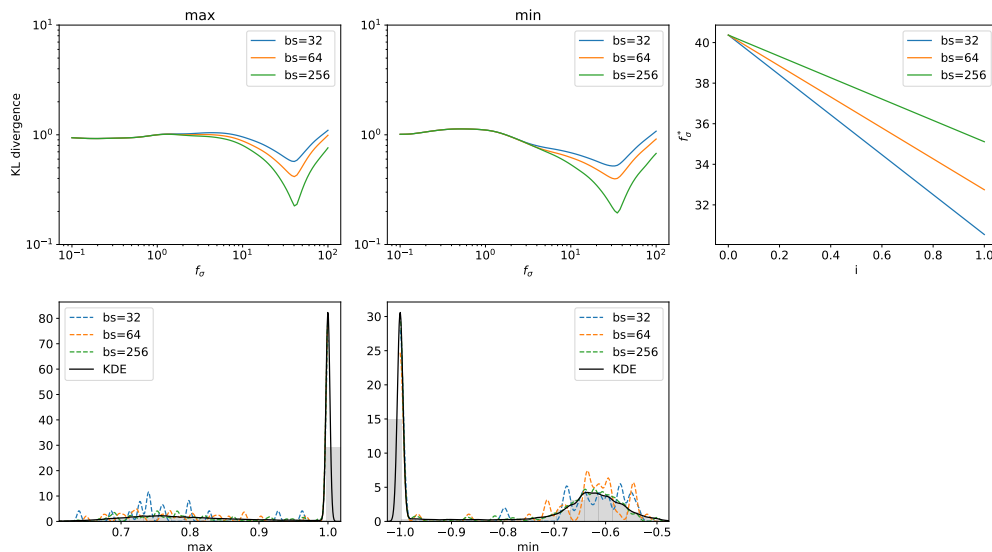 max
min
10¹
10⁰
10⁻¹
KL divergence
10⁻¹ 10⁰ 10¹ 10²
f_σ
bs=32
bs=64
bs=256
10¹
10⁰
10⁻¹
10⁻¹ 10⁰ 10¹ 10²
f_σ
bs=32
bs=64
bs=256
40
38
36
34
32
f*_σ
0.0 0.2 0.4 0.6 0.8 1.0
i
bs=32
bs=64
bs=256
80
70
60
50
40
30
20
10
0
0.7 0.8 0.9 1.0
max
bs=32
bs=64
bs=256
KDE
30
25
20
15
10
5
0
−1.0 −0.9 −0.8 −0.7 −0.6 −0.5
min
bs=32
bs=64
bs=256
KDE